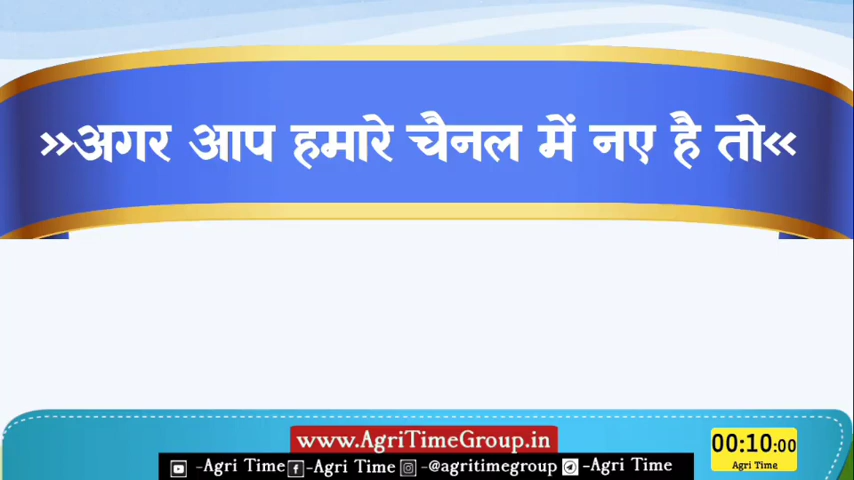 »अगर आप हमारे चैनल में नए है तो«
www.AgriTimeGroup.in
00:10:00
-Agri Time -Agri Time -@agritimegroup -Agri Time
Agri Time